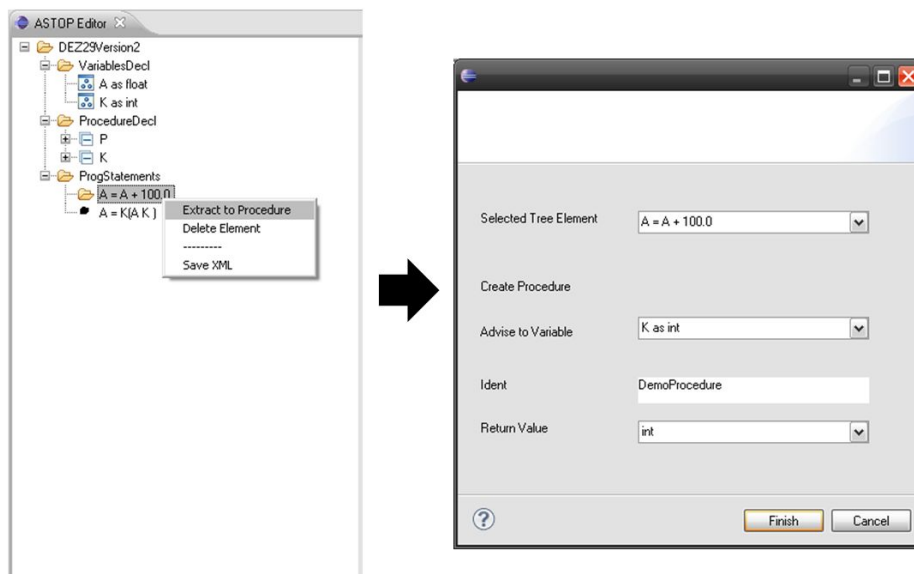 ASTOP Editor
DEZ29Version2
VariablesDecl
A as float
K as int
ProcedureDecl
P
K
ProgStatements
A = A + 100.0
A = K(A K )
Extract to Procedure
Delete Element
---------
Save XML
Selected Tree Element
A = A + 100.0
Create Procedure
Advise to Variable
K as int
Ident
DemoProcedure
Return Value
int
?
Finish
Cancel